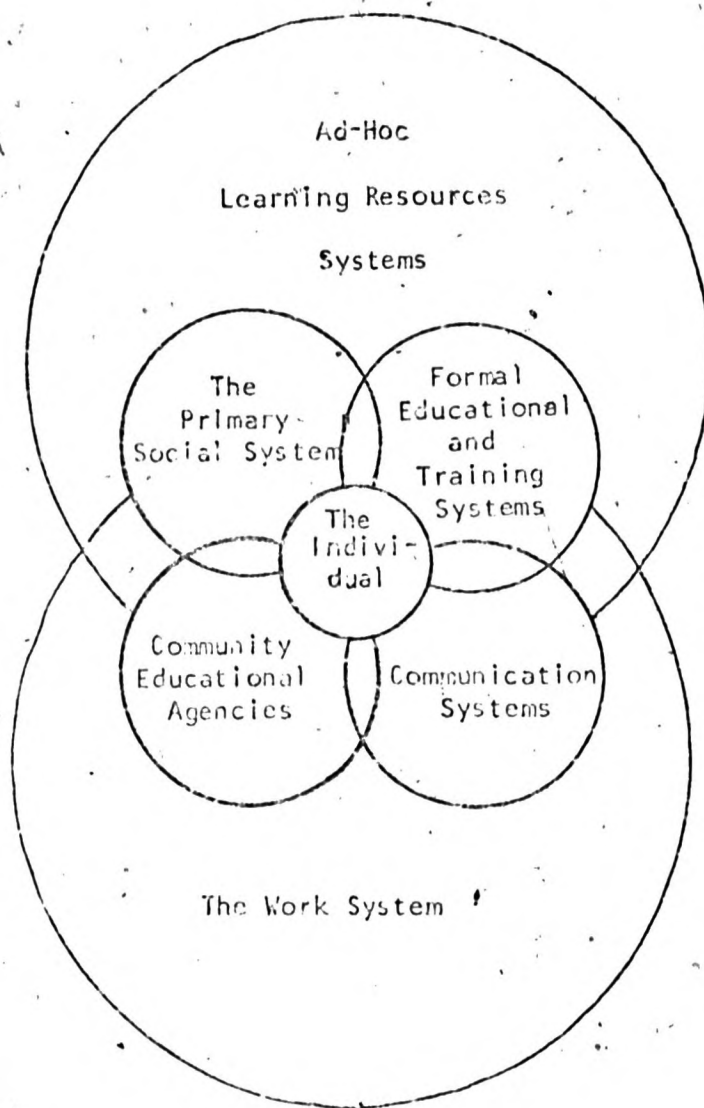 Ad-Hoc
Learning Resources
Systems
The
Primary
Social System
Formal
Educational
and
Training
Systems
The
Indivi-
dual
Community
Educational
Agencies
Communication
Systems
The Work System